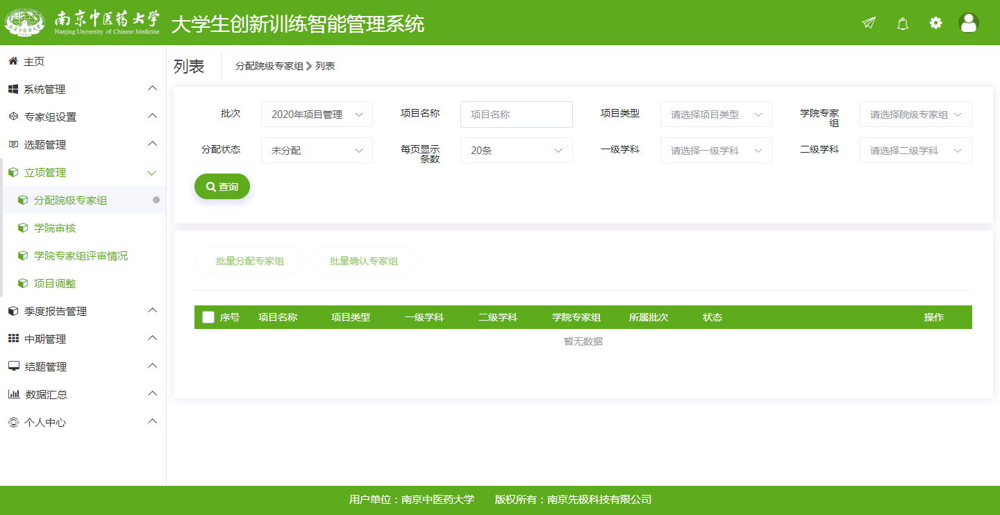 南京中医药大学
Nanjing University of Chinese Medicine
大学生创新训练智能管理系统
主页
系统管理
专家组设置
选题管理
立项管理
分配院级专家组
学院审核
学院专家组评审情况
项目调整
季度报告管理
中期管理
结题管理
数据汇总
个人中心
列表
分配院级专家组 列表
批次 2020年项目管理 项目名称 项目名称 项目类型 请选择项目类型 学院专家
组 请选择院级专家组
分配状态 未分配 每页显示
条数 20条 一级学科 请选择一级学科 二级学科 请选择二级学科
查询
批量分配专家组 批量确认专家组
序号 项目名称 项目类型 一级学科 二级学科 学院专家组 所属批次 状态 操作
暂无数据
用户单位：南京中医药大学 版权所有：南京先极科技有限公司